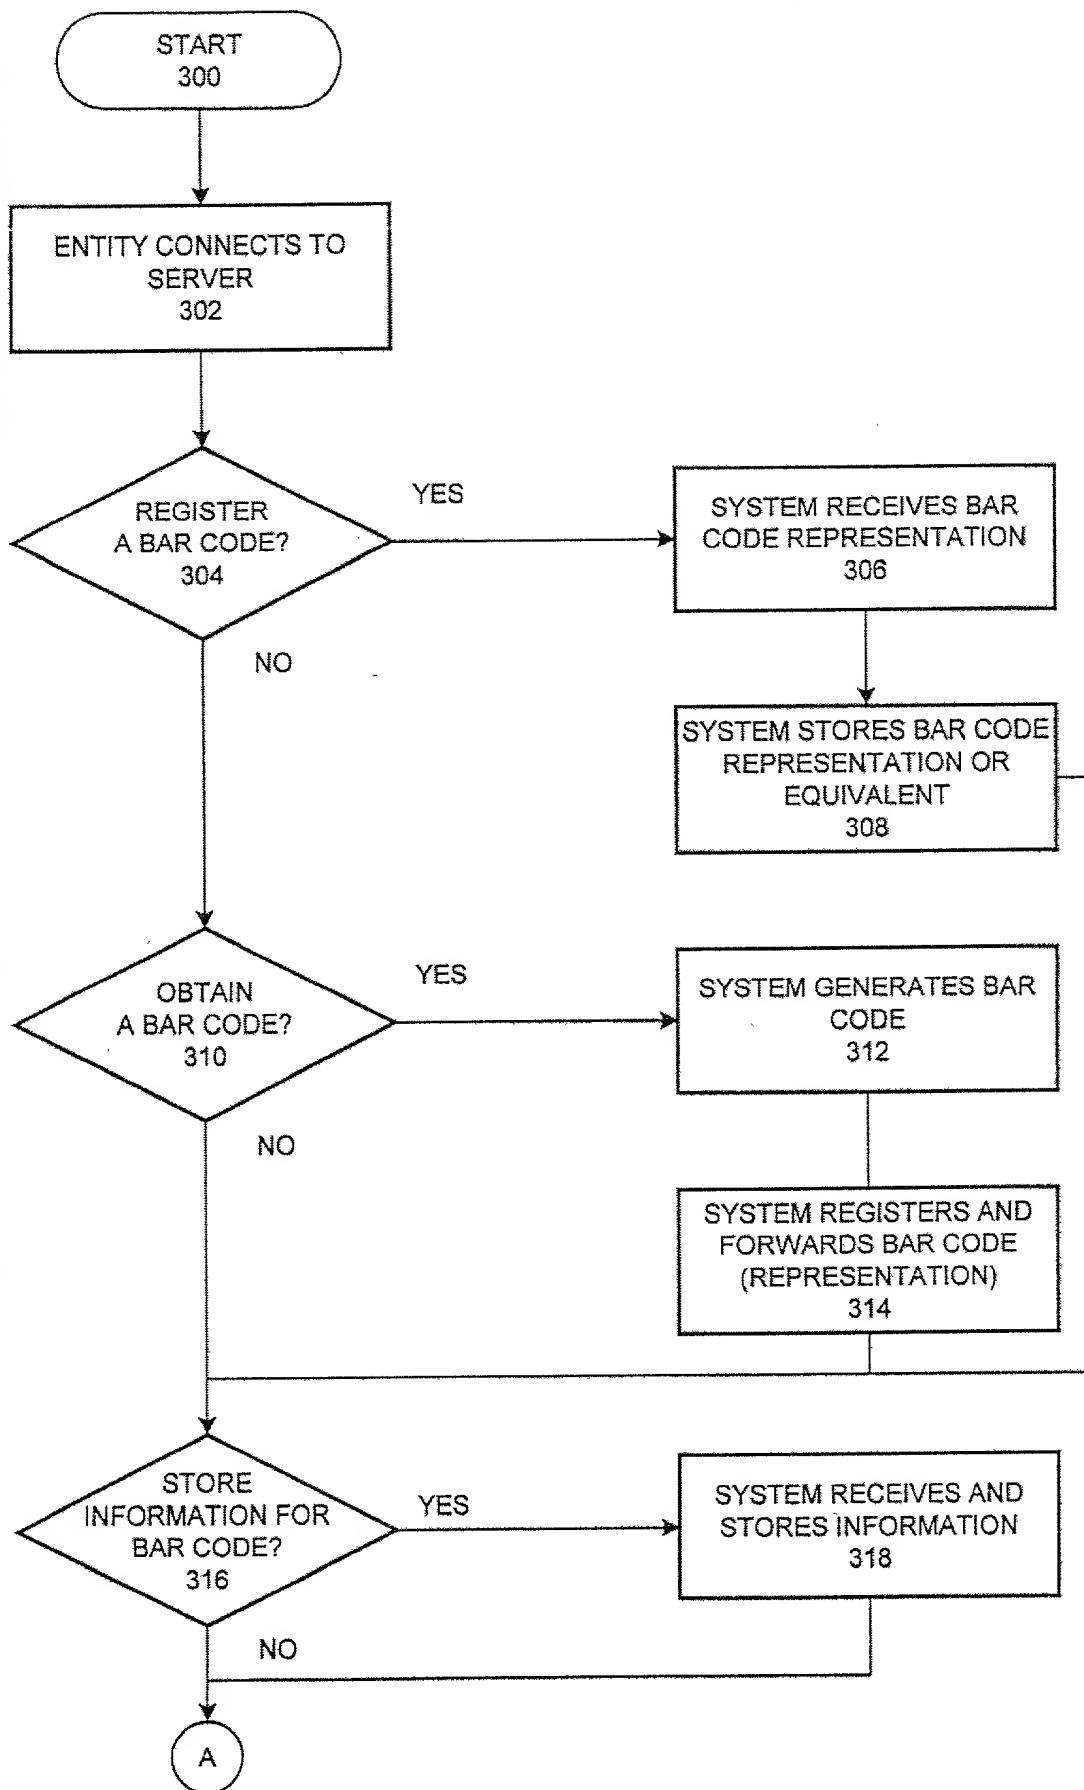 START
300
ENTITY CONNECTS TO
SERVER
302
REGISTER
A BAR CODE?
304
YES
SYSTEM RECEIVES BAR
CODE REPRESENTATION
306
NO
SYSTEM STORES BAR CODE
REPRESENTATION OR
EQUIVALENT
308
OBTAIN
A BAR CODE?
310
YES
SYSTEM GENERATES BAR
CODE
312
NO
SYSTEM REGISTERS AND
FORWARDS BAR CODE
(REPRESENTATION)
314
STORE
INFORMATION FOR
BAR CODE?
316
YES
SYSTEM RECEIVES AND
STORES INFORMATION
318
NO
A